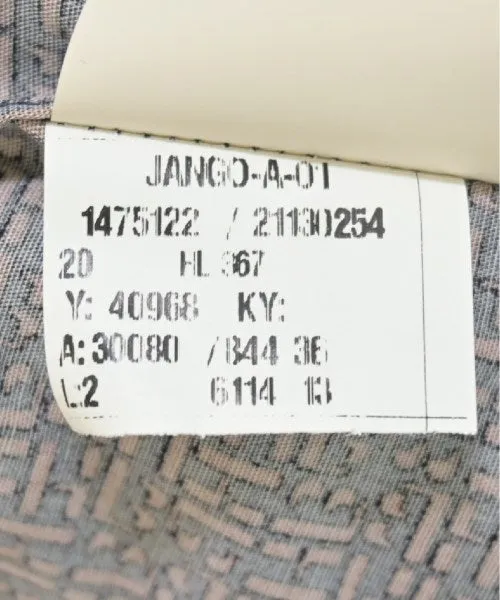 JANGO-A-01
1475122 / 21130254
20 HL 367
Y: 40968 KY:
A:30080 /844 36
L:2 6114 13